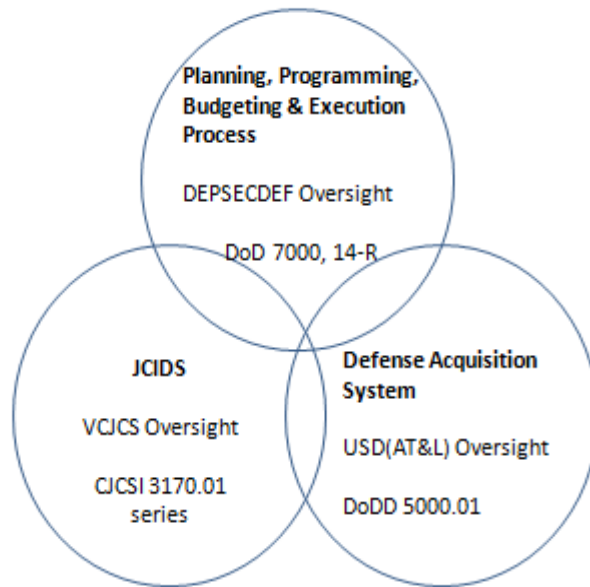 Planning, Programming,
Budgeting & Execution
Process
DEPSECDEF Oversight
DoD 7000, 14-R
JCIDS
VCJCS Oversight
CJCSI 3170.01
series
Defense Acquisition
System
USD(AT&L) Oversight
DoDD 5000.01